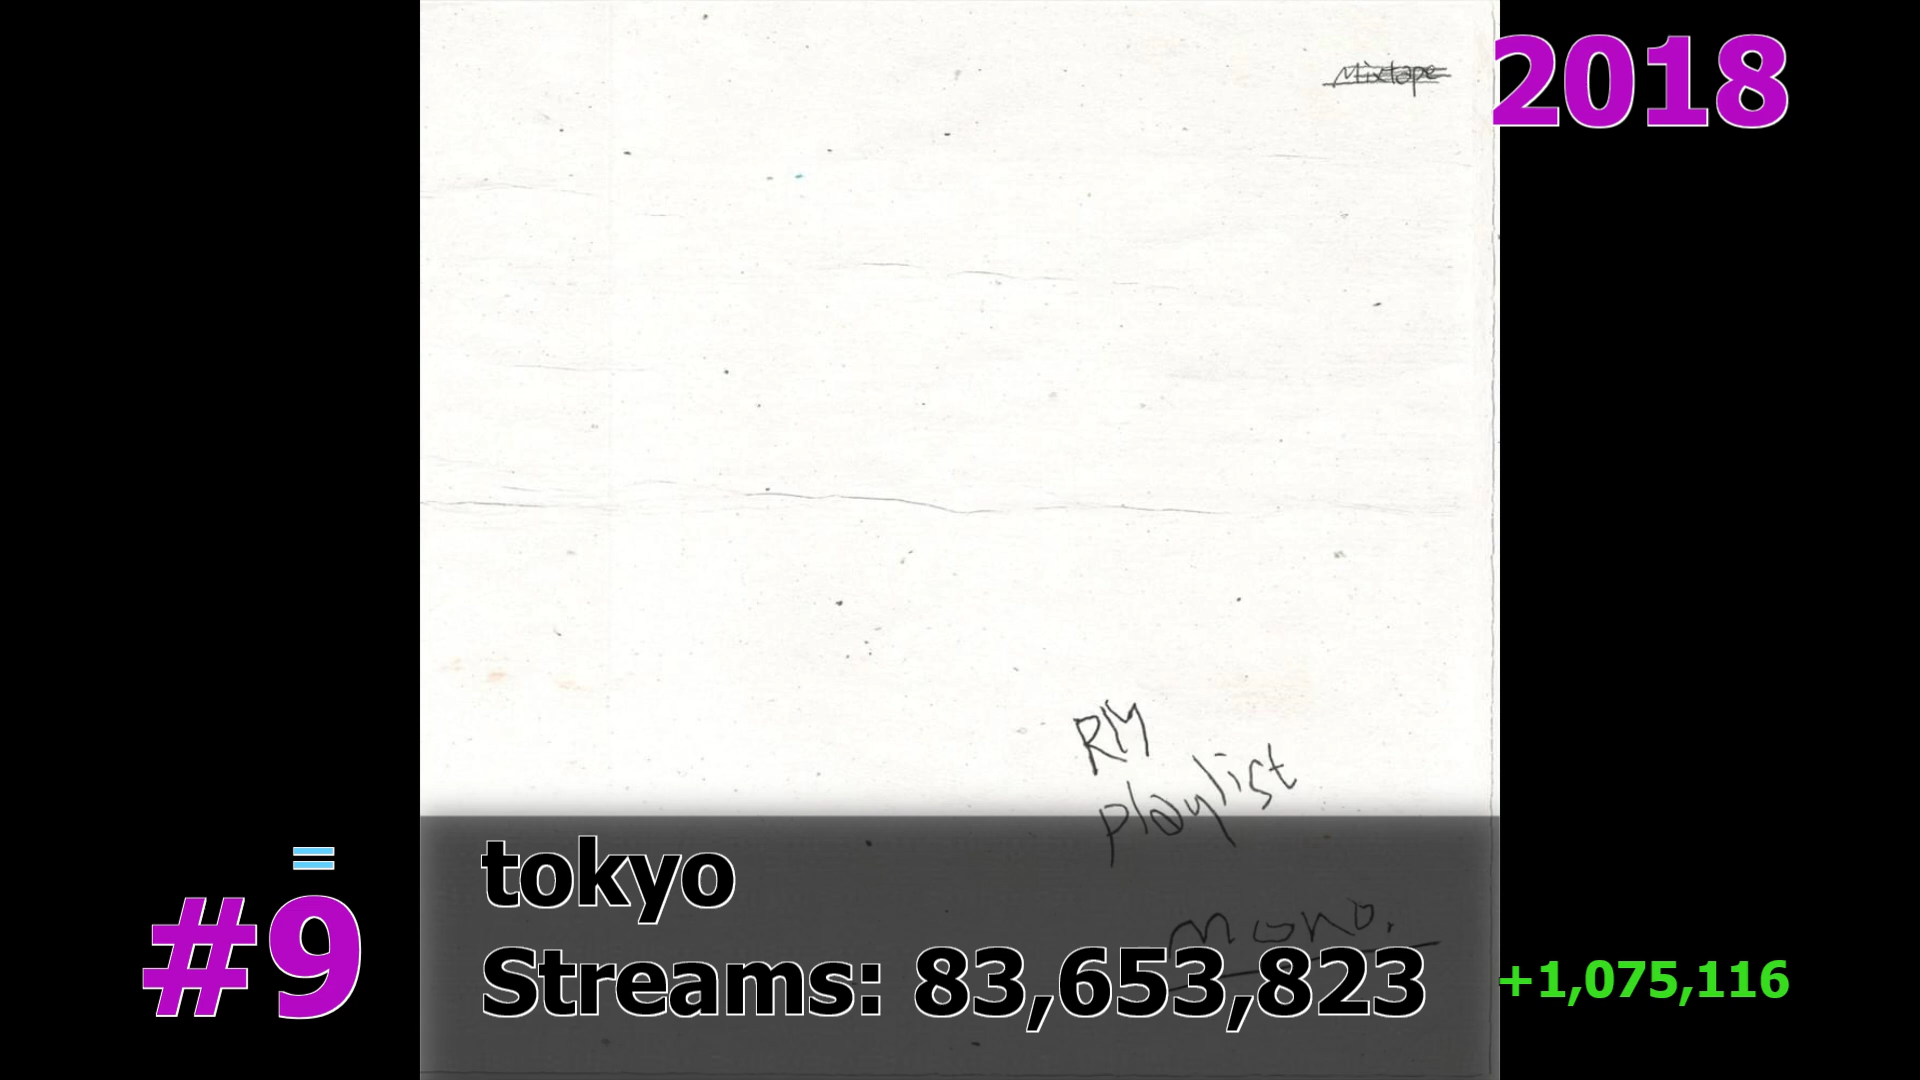 Mixtape
2018
RM
playlist
mono.
=
#9
tokyo
Streams: 83,653,823
+1,075,116